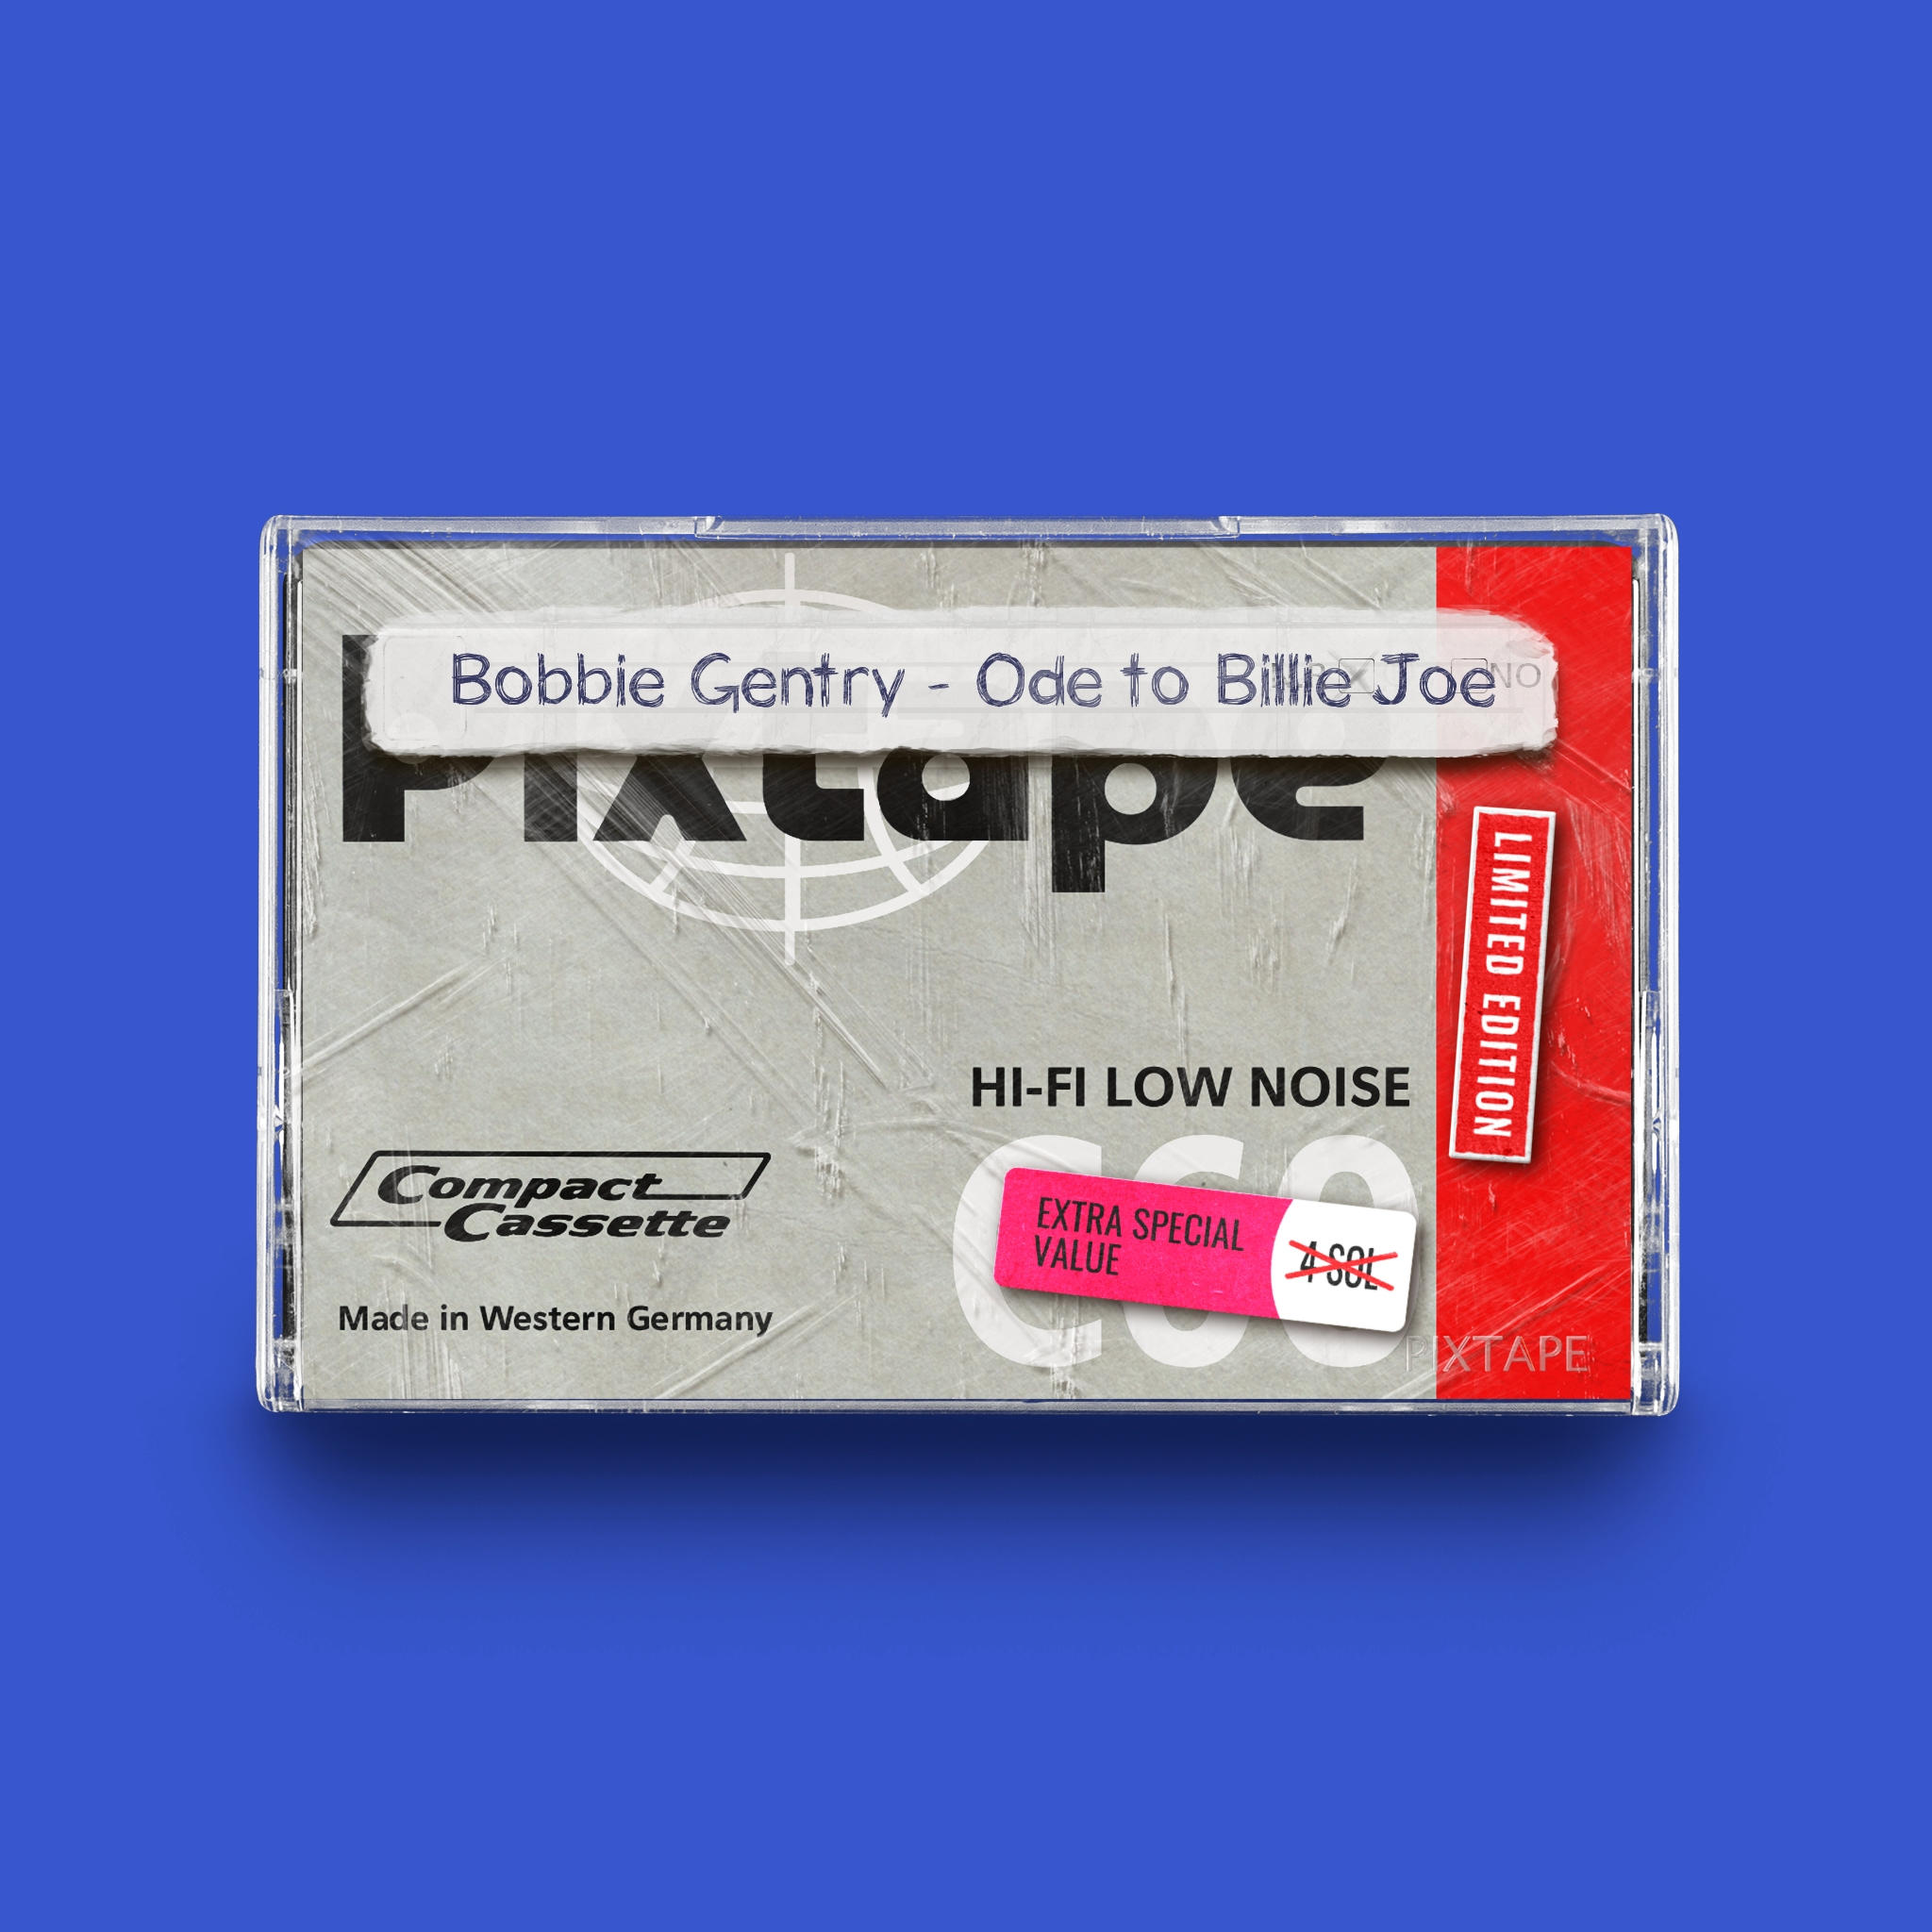 Bobbie Gentry - Ode to Billie Joe
NO
Pixtape
LIMITED EDITION
HI-FI LOW NOISE
C60
Compact
Cassette
EXTRA SPECIAL
VALUE
4 SOL
Made in Western Germany
PIXTAPE